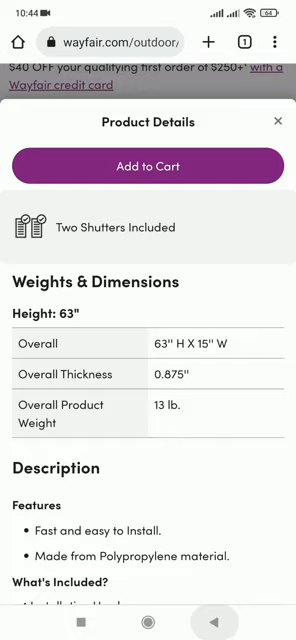 10:44
64
wayfair.com/outdoor/
1
$40 OFF your qualifying first order of $250+¹ with a
Wayfair credit card
Product Details
×
Add to Cart
Two Shutters Included
Weights & Dimensions
Height: 63"
Overall 63'' H X 15'' W
Overall Thickness 0.875''
Overall Product 13 lb.
Weight
Description
Features
• Fast and easy to Install.
• Made from Polypropylene material.
What's Included?